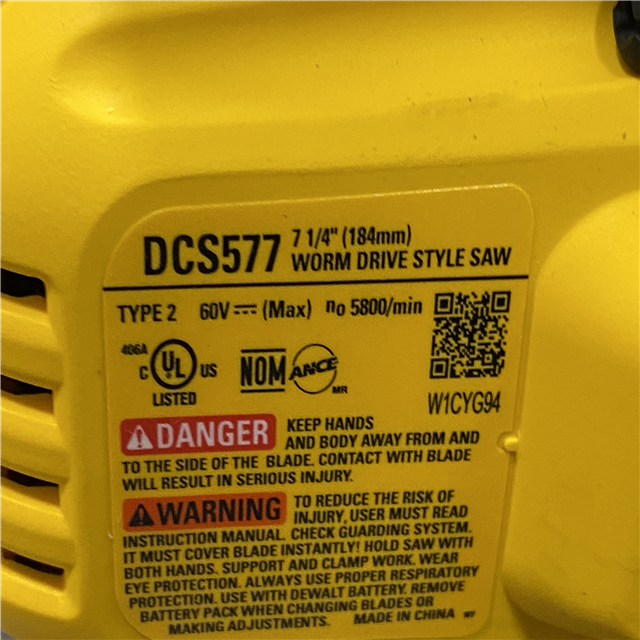 DCS577 7 1/4" (184mm)
WORM DRIVE STYLE SAW
TYPE 2 60V⎓ (Max) no 5800/min
406A
C UL US
LISTED
NOM ANCE MR
W1CYG94
DANGER KEEP HANDS
AND BODY AWAY FROM AND
TO THE SIDE OF THE BLADE. CONTACT WITH BLADE
WILL RESULT IN SERIOUS INJURY.
WARNING TO REDUCE THE RISK OF
INJURY, USER MUST READ
INSTRUCTION MANUAL. CHECK GUARDING SYSTEM.
IT MUST COVER BLADE INSTANTLY! HOLD SAW WITH
BOTH HANDS. SUPPORT AND CLAMP WORK. WEAR
EYE PROTECTION. ALWAYS USE PROPER RESPIRATORY
PROTECTION. USE WITH DEWALT BATTERY. REMOVE
BATTERY PACK WHEN CHANGING BLADES OR
MAKING ADJUSTMENTS. MADE IN CHINA